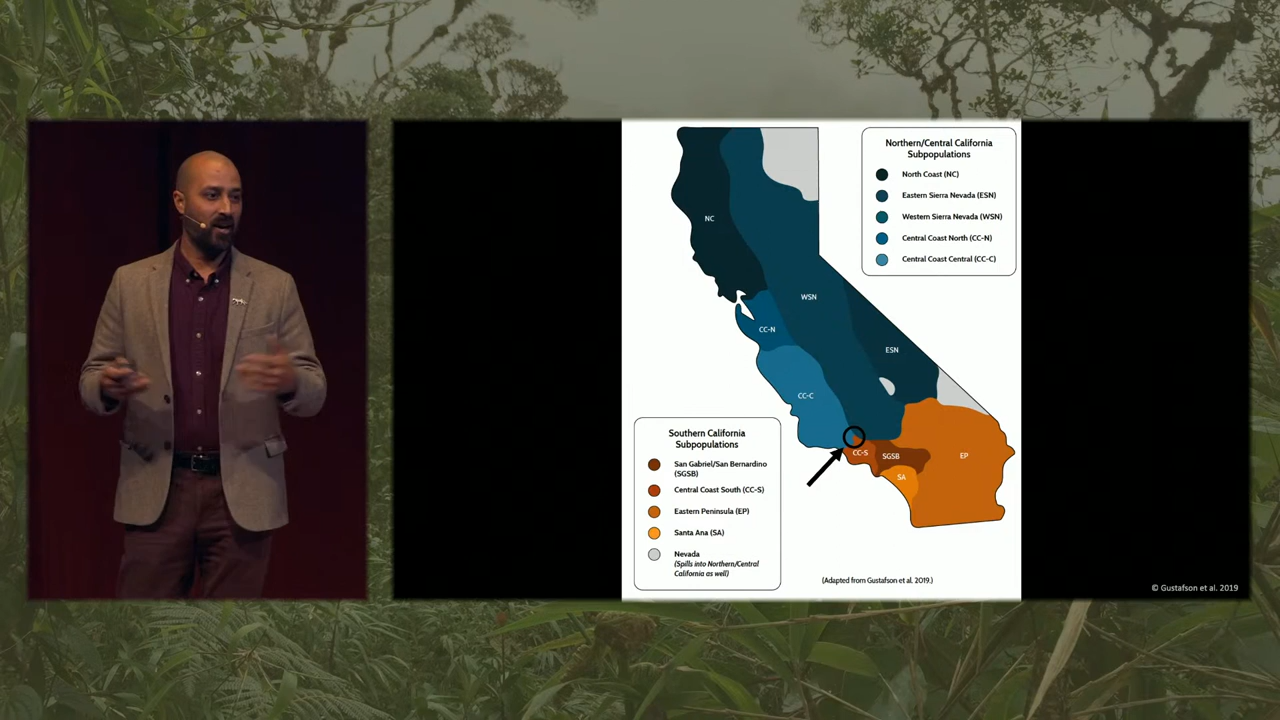 Northern/Central California
Subpopulations
North Coast (NC)
Eastern Sierra Nevada (ESN)
Western Sierra Nevada (WSN)
Central Coast North (CC-N)
Central Coast Central (CC-C)
NC
WSN
CC-N
ESN
CC-C
CC-S
SGSB
EP
SA
Southern California
Subpopulations
San Gabriel/San Bernardino
(SGSB)
Central Coast South (CC-S)
Eastern Peninsula (EP)
Santa Ana (SA)
Nevada
(Spills into Northern/Central
California as well)
(Adapted from Gustafson et al. 2019.)
© Gustafson et al. 2019